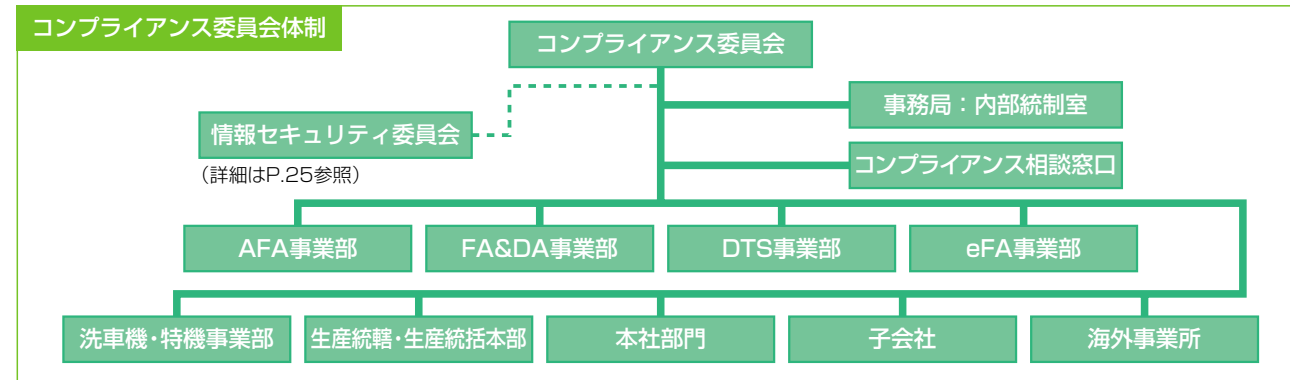 コンプライアンス委員会体制
コンプライアンス委員会
事務局：内部統制室
情報セキュリティ委員会
（詳細はP.25参照）
コンプライアンス相談窓口
AFA事業部
FA&DA事業部
DTS事業部
eFA事業部
洗車機・特機事業部
生産統轄・生産統括本部
本社部門
子会社
海外事業所